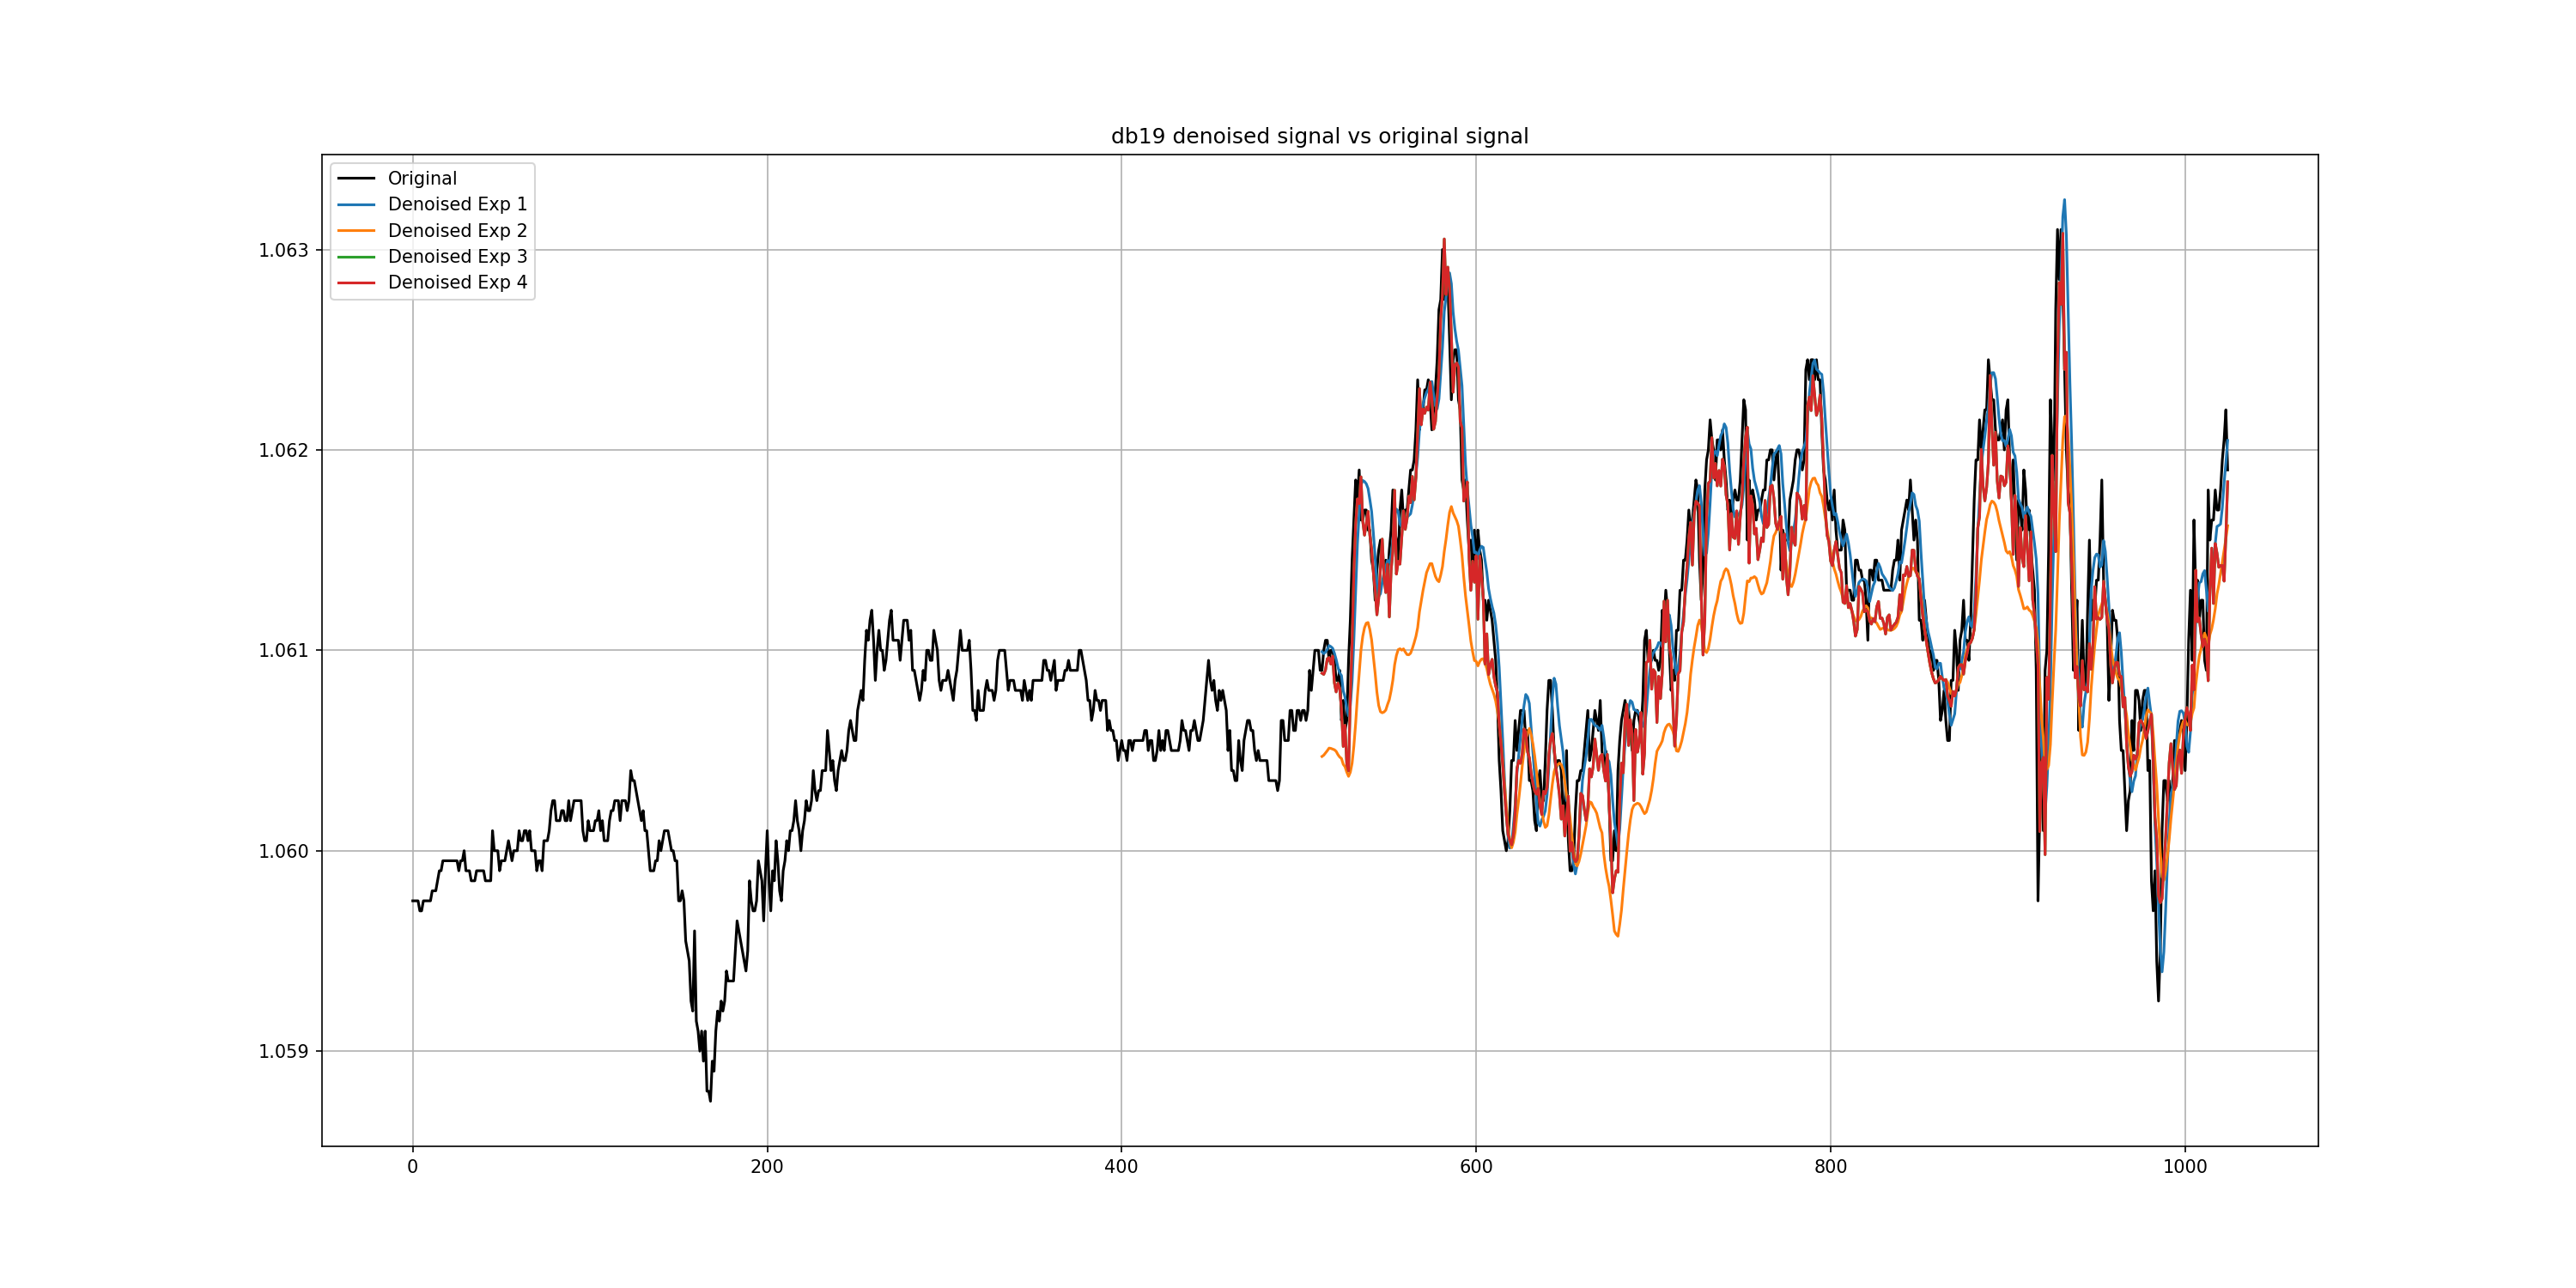 db19 denoised signal vs original signal
Original
Denoised Exp 1
Denoised Exp 2
Denoised Exp 3
Denoised Exp 4
1.063
1.062
1.061
1.060
1.059
0 200 400 600 800 1000